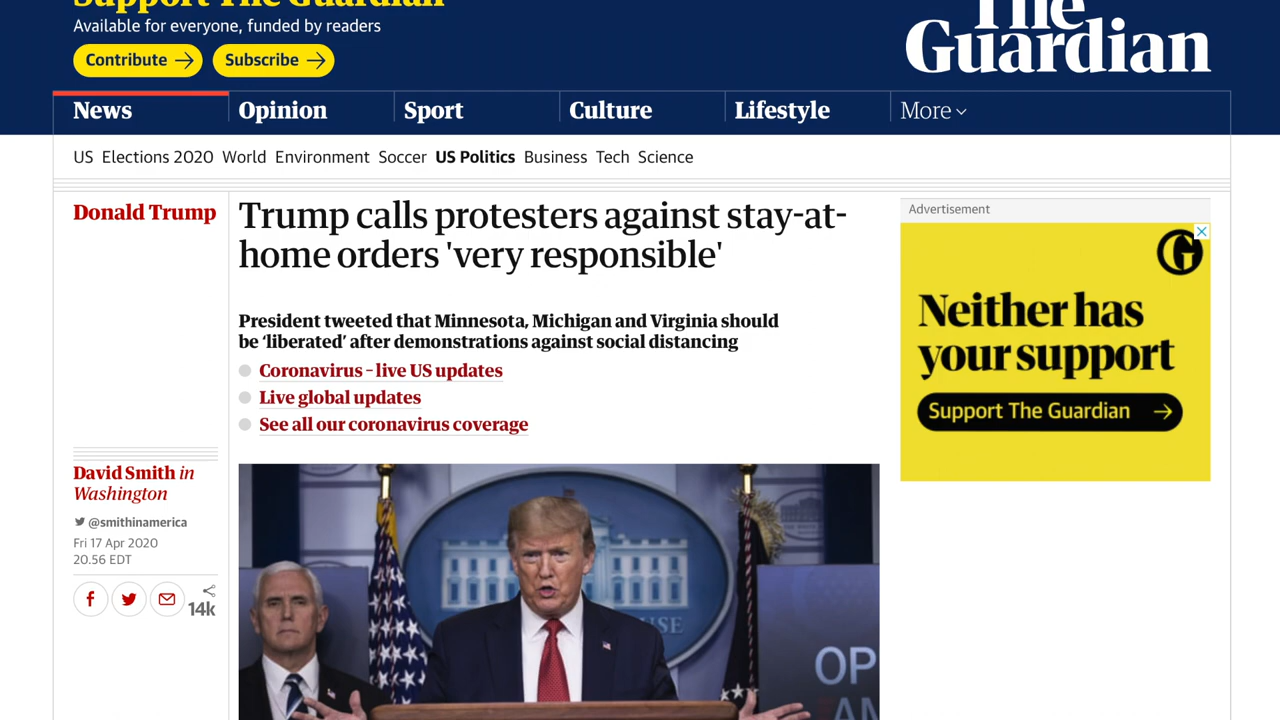 Support The Guardian
Available for everyone, funded by readers
Contribute → Subscribe →
The
Guardian
News Opinion Sport Culture Lifestyle More
US Elections 2020 World Environment Soccer US Politics Business Tech Science
Donald Trump
Trump calls protesters against stay-at-
home orders 'very responsible'
President tweeted that Minnesota, Michigan and Virginia should
be ‘liberated’ after demonstrations against social distancing
Coronavirus – live US updates
Live global updates
See all our coronavirus coverage
David Smith in
Washington
@smithinamerica
Fri 17 Apr 2020
20.56 EDT
14k
Advertisement
Neither has
your support
Support The Guardian →
OP
AM